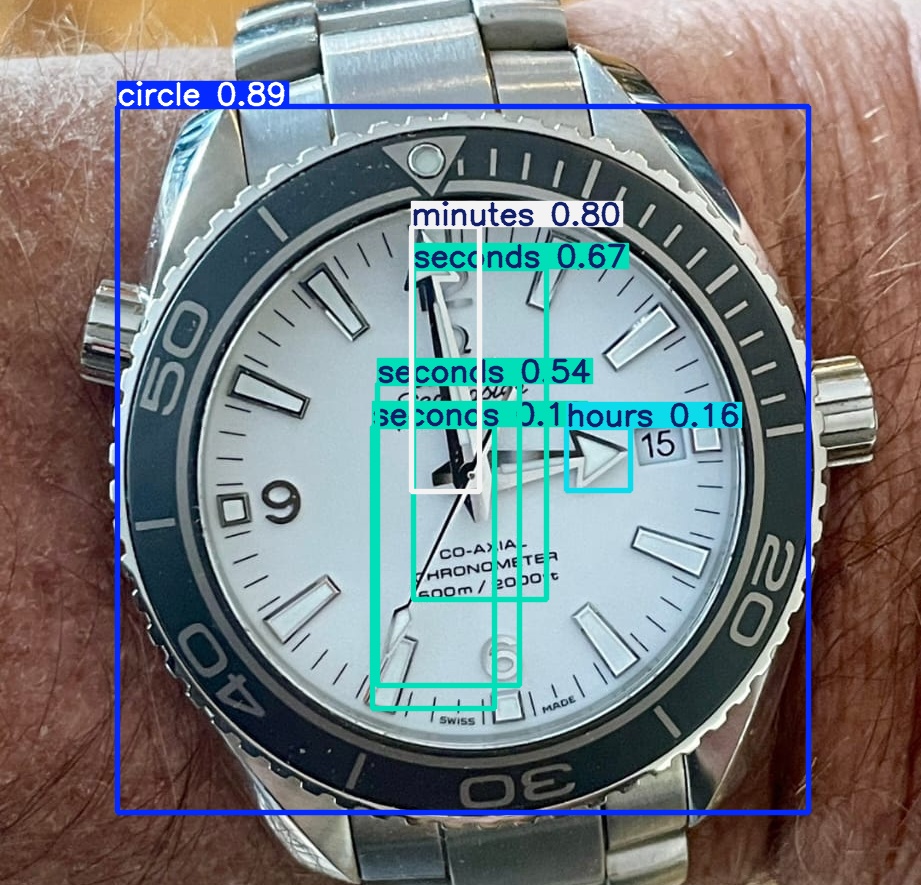 circle 0.89
minutes 0.80
seconds 0.67
12
seconds 0.54
seconds 0.1
hours 0.16
15
50
9
CO-AXIAL
CHRONOMETER
600m / 2000ft
20
6
40
SWISS MADE
30